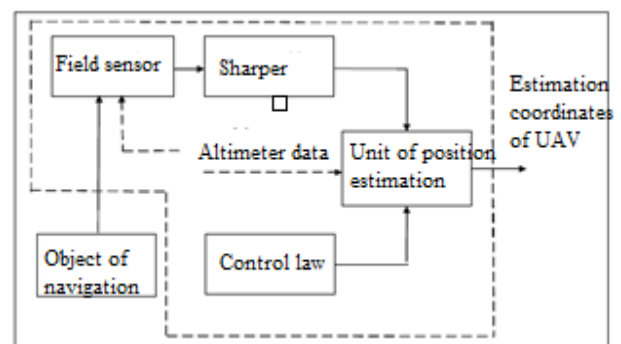 Field sensor
Sharper
Estimation
coordinates
of UAV
Altimeter data
Unit of position
estimation
Object of
navigation
Control law